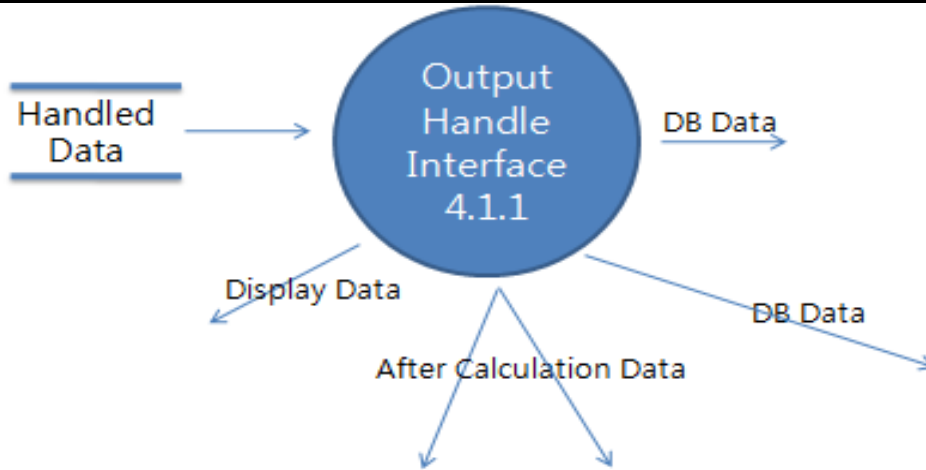 Handled
Data
Output
Handle
Interface
4.1.1
DB Data
Display Data
DB Data
After Calculation Data